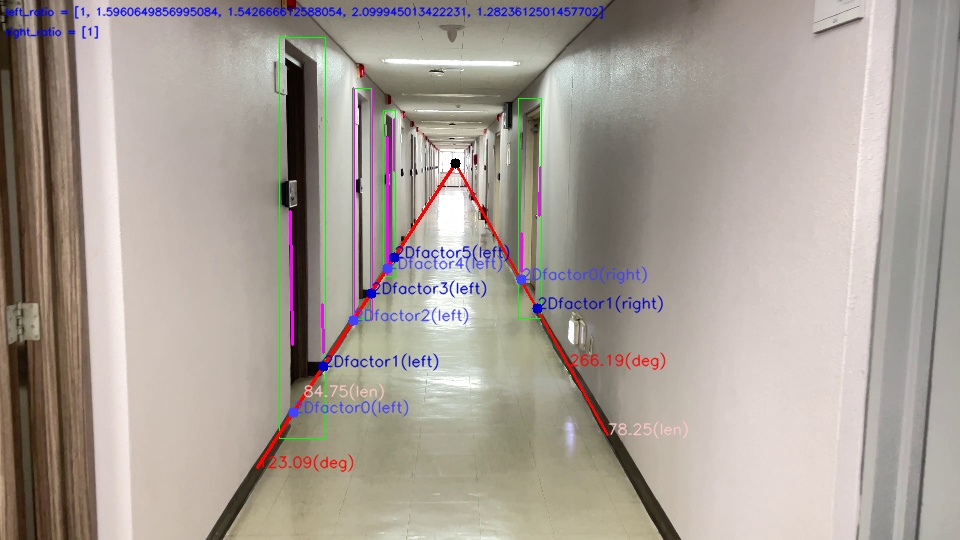 left_ratio = [1, 1.5960649856995084, 1.542666612588054, 2.099945013422231, 1.2823612501457702]
right_ratio = [1]
2Dfactor5(left)
2Dfactor4(left)
2Dfactor0(right)
2Dfactor3(left)
2Dfactor1(right)
2Dfactor2(left)
2Dfactor1(left)
266.19(deg)
84.75(len)
2Dfactor0(left)
78.25(len)
123.09(deg)